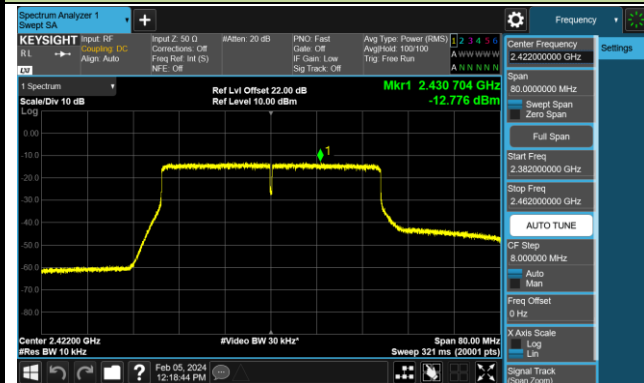 Spectrum Analyzer 1
Swept SA
Frequency
KEYSIGHT
Input: RF
Coupling: DC
Align: Auto
Input Z: 50 Ω
Corrections: Off
Freq Ref: Int (S)
NFE: Off
#Atten: 20 dB
PNO: Fast
Gate: Off
IF Gain: Low
Sig Track: Off
Avg Type: Power (RMS)
Avg|Hold: 100/100
Trig: Free Run
1 2 3 4 5 6
A W W W W W
A N N N N N
R L
LXI
1 Spectrum
Scale/Div 10 dB
Ref Lvl Offset 22.00 dB
Ref Level 10.00 dBm
Mkr1 2.430 704 GHz
-12.776 dBm
Log
0.00
-10.0
-20.0
-30.0
-40.0
-50.0
-60.0
-70.0
-80.0
1
Center 2.42200 GHz
#Res BW 10 kHz
#Video BW 30 kHz*
Span 80.00 MHz
Sweep 321 ms (20001 pts)
Center Frequency
2.422000000 GHz
Settings
Span
80.0000000 MHz
Swept Span
Zero Span
Full Span
Start Freq
2.382000000 GHz
Stop Freq
2.462000000 GHz
AUTO TUNE
CF Step
8.000000 MHz
Auto
Man
Freq Offset
0 Hz
X Axis Scale
Log
Lin
Signal Track
(Span Zoom)
?
Feb 05, 2024
12:18:44 PM